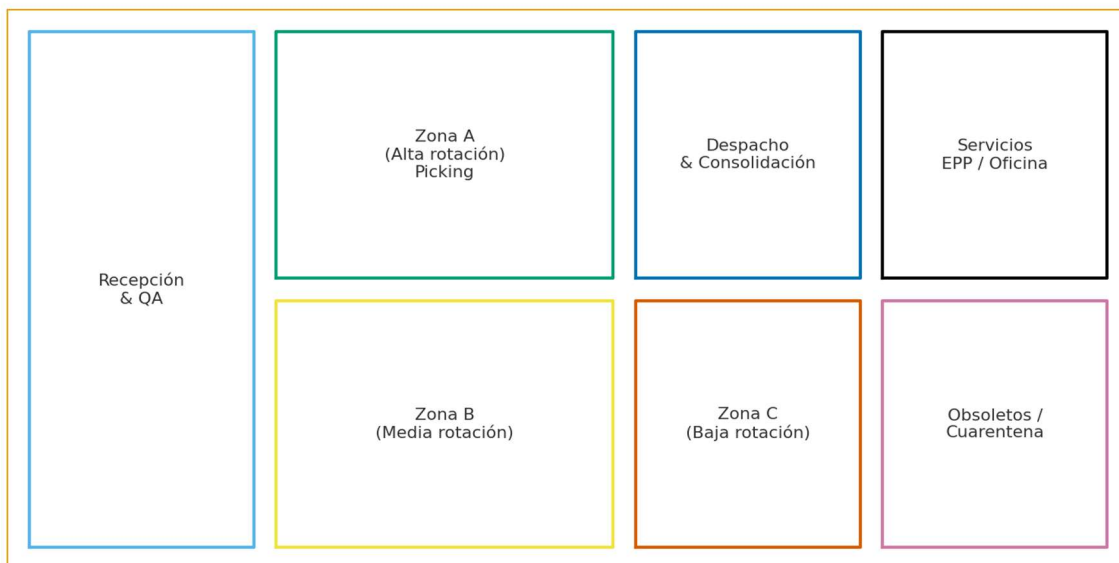 Recepción
& QA
Zona A
(Alta rotación)
Picking
Despacho
& Consolidación
Servicios
EPP / Oficina
Zona B
(Media rotación)
Zona C
(Baja rotación)
Obsoletos /
Cuarentena